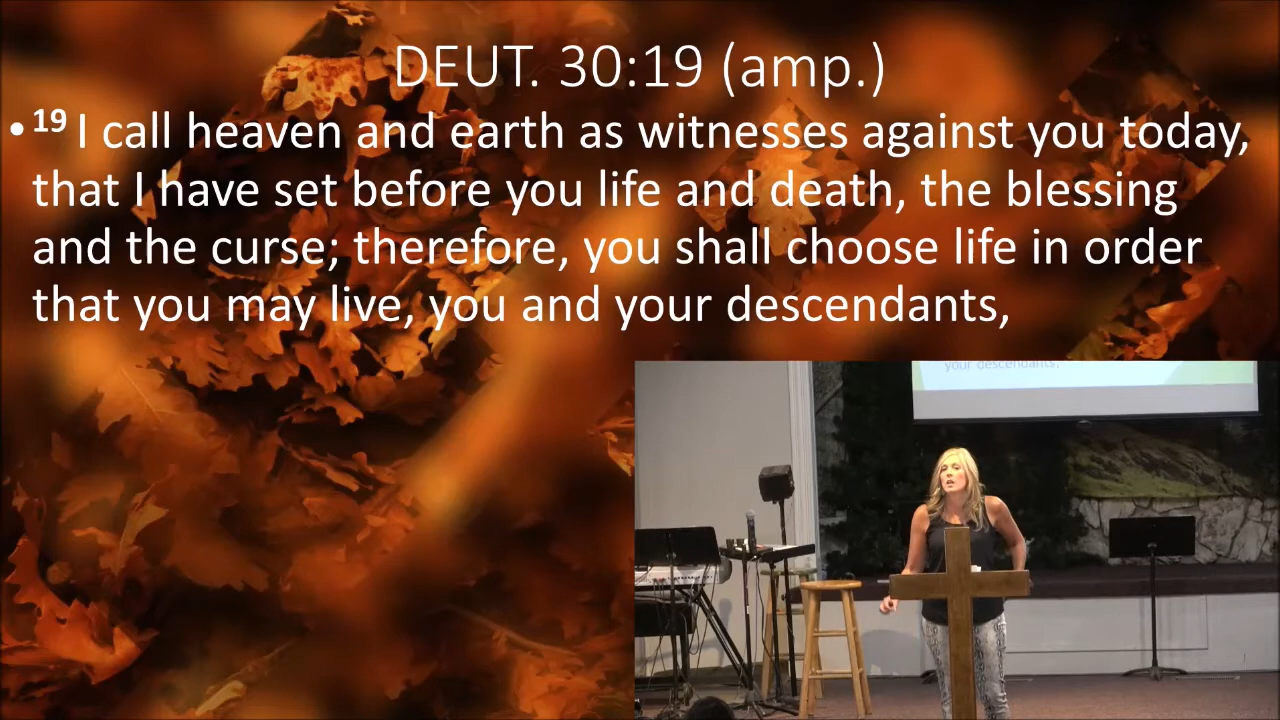 DEUT. 30:19 (amp.)
• 19 I call heaven and earth as witnesses against you today,
that I have set before you life and death, the blessing
and the curse; therefore, you shall choose life in order
that you may live, you and your descendants,
your descendants,